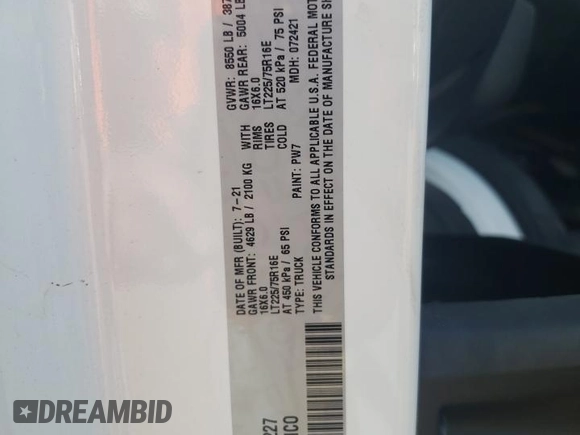 DATE OF MFR (BUILT): 7-21 GVWR: 8550 LB /
GAWR FRONT: 4629 LB / 2100 KG WITH GAWR REAR: 5004 LB
16X6.0 RIMS 16X6.0
LT225/75R16E TIRES LT225/75R16E
AT 450 kPa / 65 PSI COLD AT 520 kPa / 75 PSI
TYPE: TRUCK PAINT: PW7 MDH: 072421
THIS VEHICLE CONFORMS TO ALL APPLICABLE U.S.A. FEDERAL MOT
STANDARDS IN EFFECT ON THE DATE OF MANUFACTURE SH
227
ICO
DREAMBID